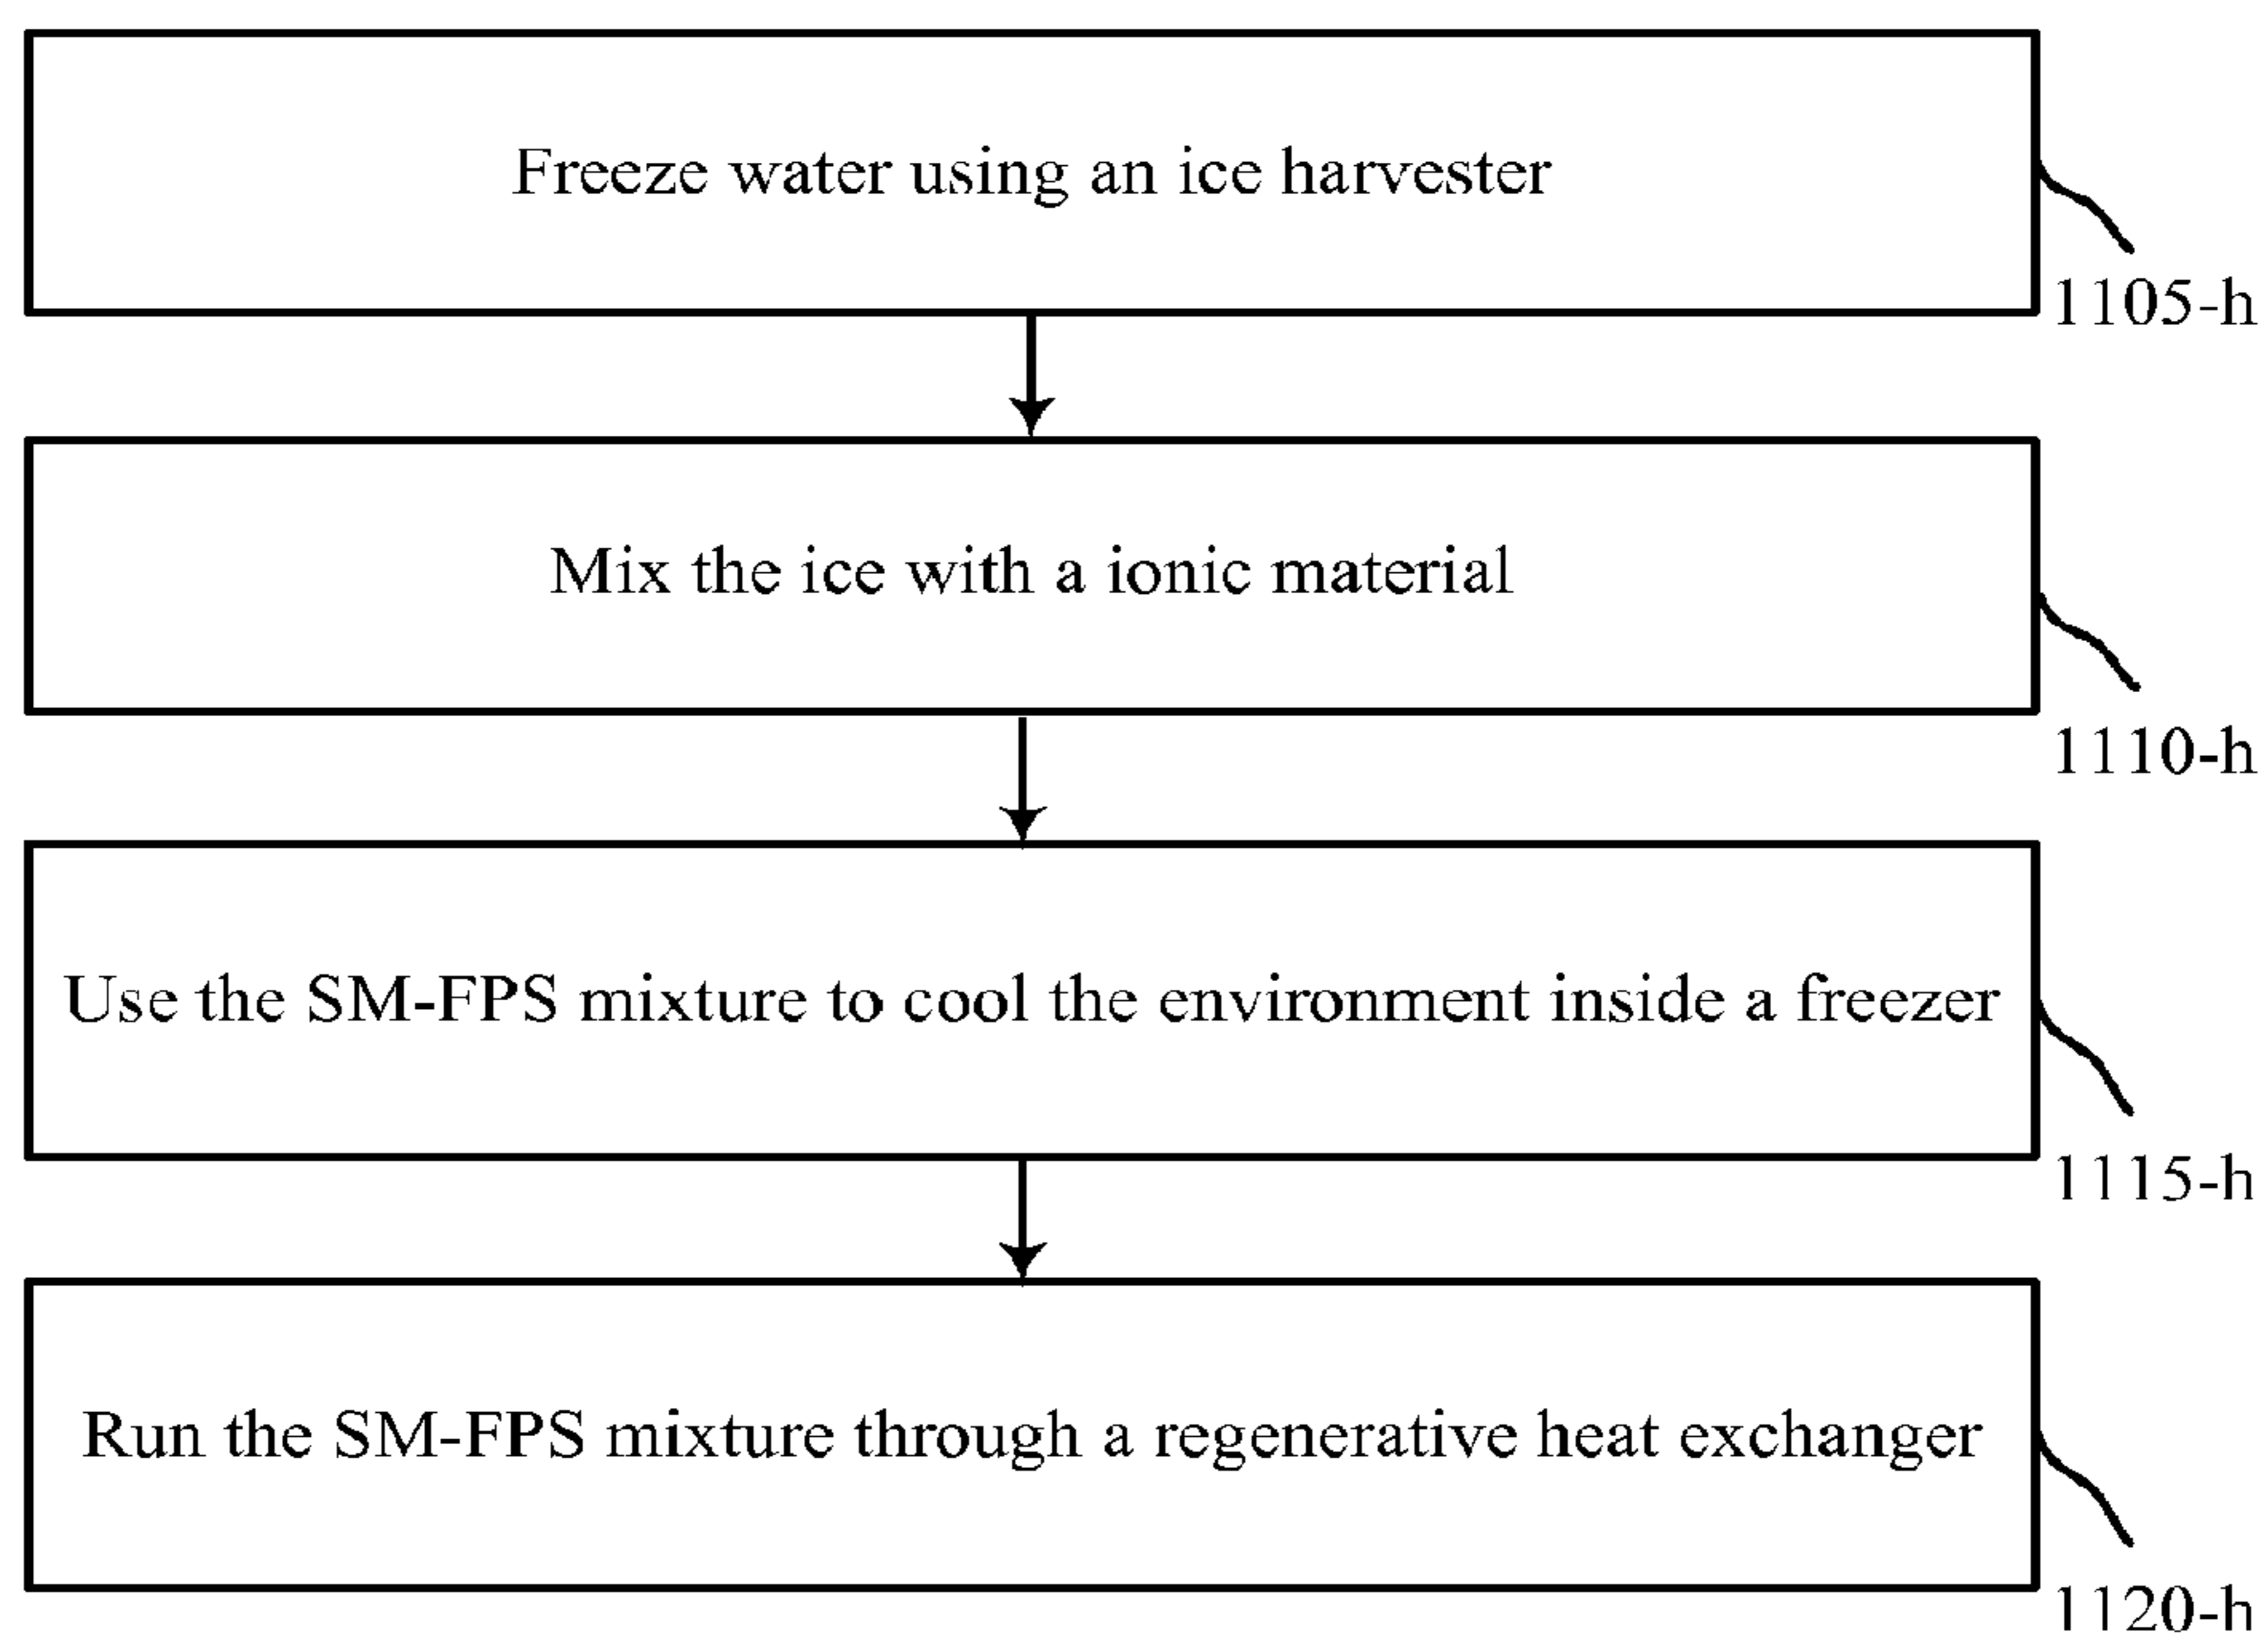 Freeze water using an ice harvester
1105-h
Mix the ice with a ionic material
1110-h
Use the SM-FPS mixture to cool the environment inside a freezer
1115-h
Run the SM-FPS mixture through a regenerative heat exchanger
1120-h